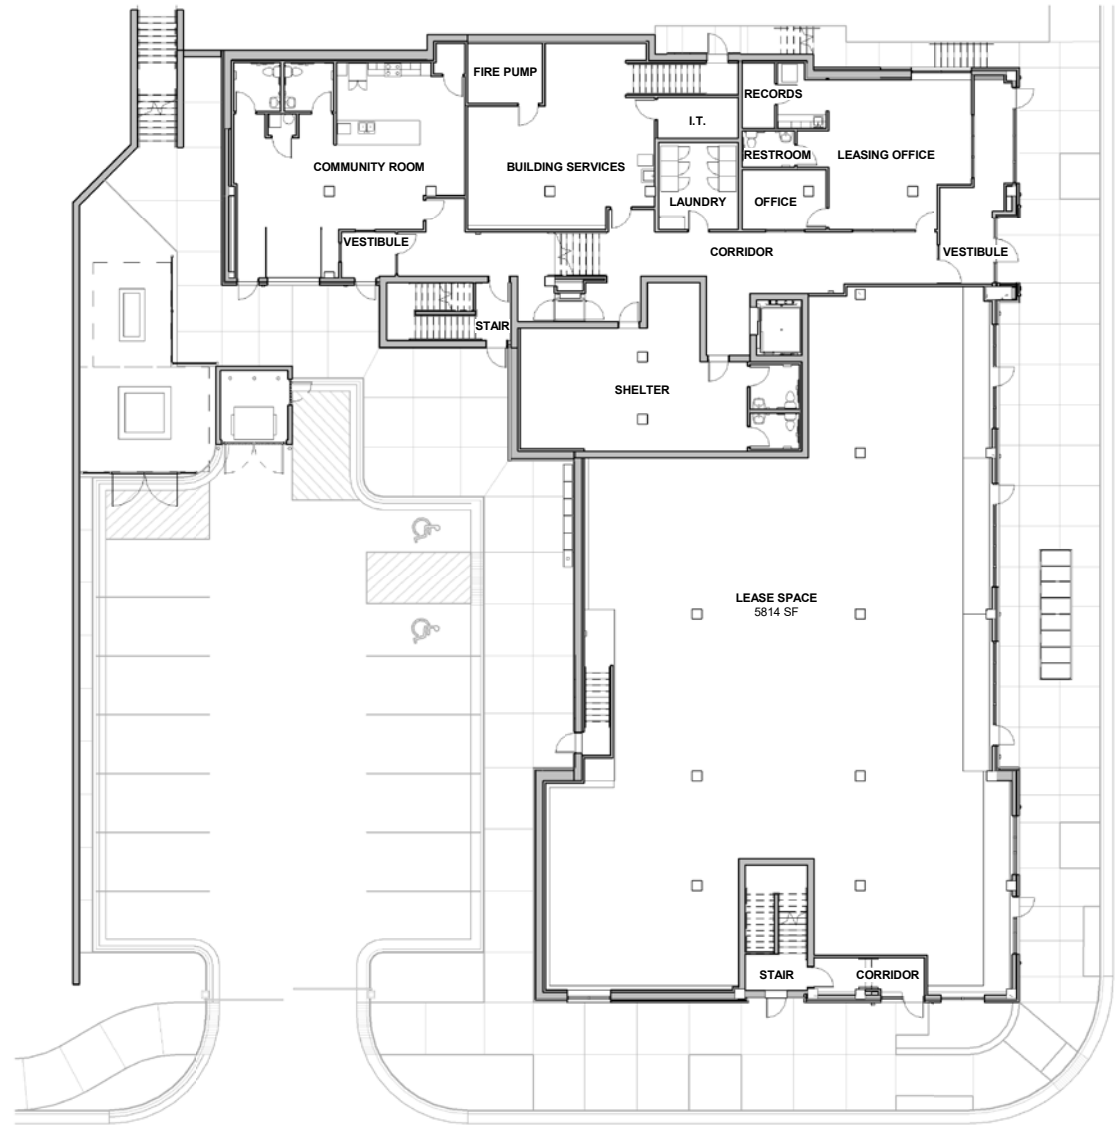 FIRE PUMP
RECORDS
I.T.
COMMUNITY ROOM
BUILDING SERVICES
RESTROOM
LEASING OFFICE
LAUNDRY
OFFICE
VESTIBULE
CORRIDOR
VESTIBULE
STAIR
SHELTER
LEASE SPACE
5814 SF
STAIR
CORRIDOR